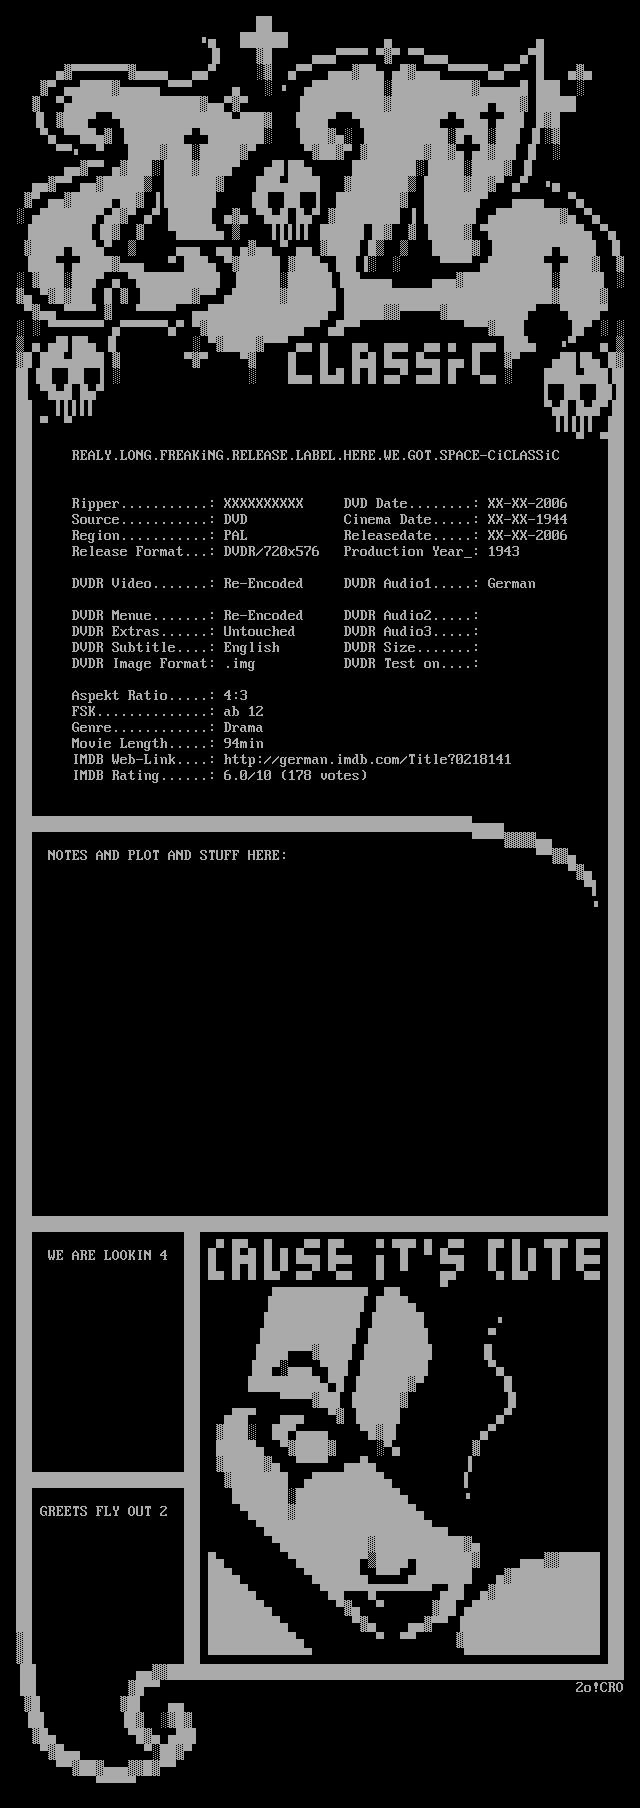 CLASSiC
REALY.LONG.FREAKiNG.RELEASE.LABEL.HERE.WE.GOT.SPACE-CiCLASSiC
Ripper...........: XXXXXXXXXX     DVD Date........: XX-XX-2006
Source...........: DVD            Cinema Date.....: XX-XX-1944
Region...........: PAL            Releasedate.....: XX-XX-2006
Release Format...: DVDR/720x576   Production Year_: 1943
DVDR Video.......: Re-Encoded     DVDR Audio1.....: German
DVDR Menue.......: Re-Encoded     DVDR Audio2.....:
DVDR Extras......: Untouched      DVDR Audio3.....:
DVDR Subtitle....: English        DVDR Size.......:
DVDR Image Format: .img           DVDR Test on....:
Aspekt Ratio.....: 4:3
FSK..............: ab 12
Genre............: Drama
Movie Length.....: 94min
IMDB Web-Link....: http://german.imdb.com/Title?0218141
IMDB Rating......: 6.0/10 (178 votes)
NOTES AND PLOT AND STUFF HERE:
WE ARE LOOKIN 4
CAUSE iT'S CUTE
GREETS FLY OUT 2
2o!CRO